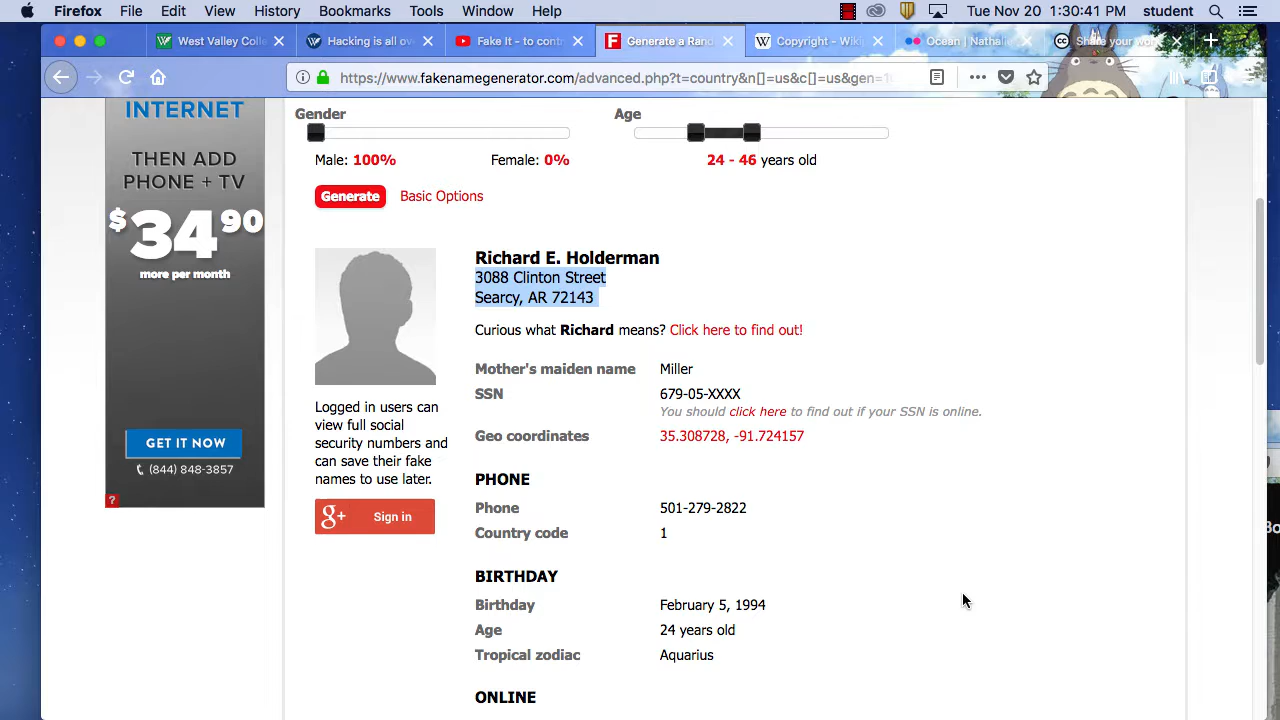 Firefox File Edit View History Bookmarks Tools Window Help Tue Nov 20 1:30:41 PM student
West Valley Colle Hacking is all ov Fake It - to contr Generate a Rand Copyright - Wikip Ocean | Nathalie Share your work
https://www.fakenamegenerator.com/advanced.php?t=country&n[]=us&c[]=us&gen=10
INTERNET
THEN ADD
PHONE + TV
$34.90
more per month
GET IT NOW
(844) 848-3857
?
Gender Age
Male: 100% Female: 0% 24 - 46 years old
Generate Basic Options
Richard E. Holderman
3088 Clinton Street
Searcy, AR 72143
Curious what Richard means? Click here to find out!
Logged in users can
view full social
security numbers and
can save their fake
names to use later.
g+ Sign in
Mother's maiden name Miller
SSN 679-05-XXXX
You should click here to find out if your SSN is online.
Geo coordinates 35.308728, -91.724157
PHONE
Phone 501-279-2822
Country code 1
BIRTHDAY
Birthday February 5, 1994
Age 24 years old
Tropical zodiac Aquarius
ONLINE